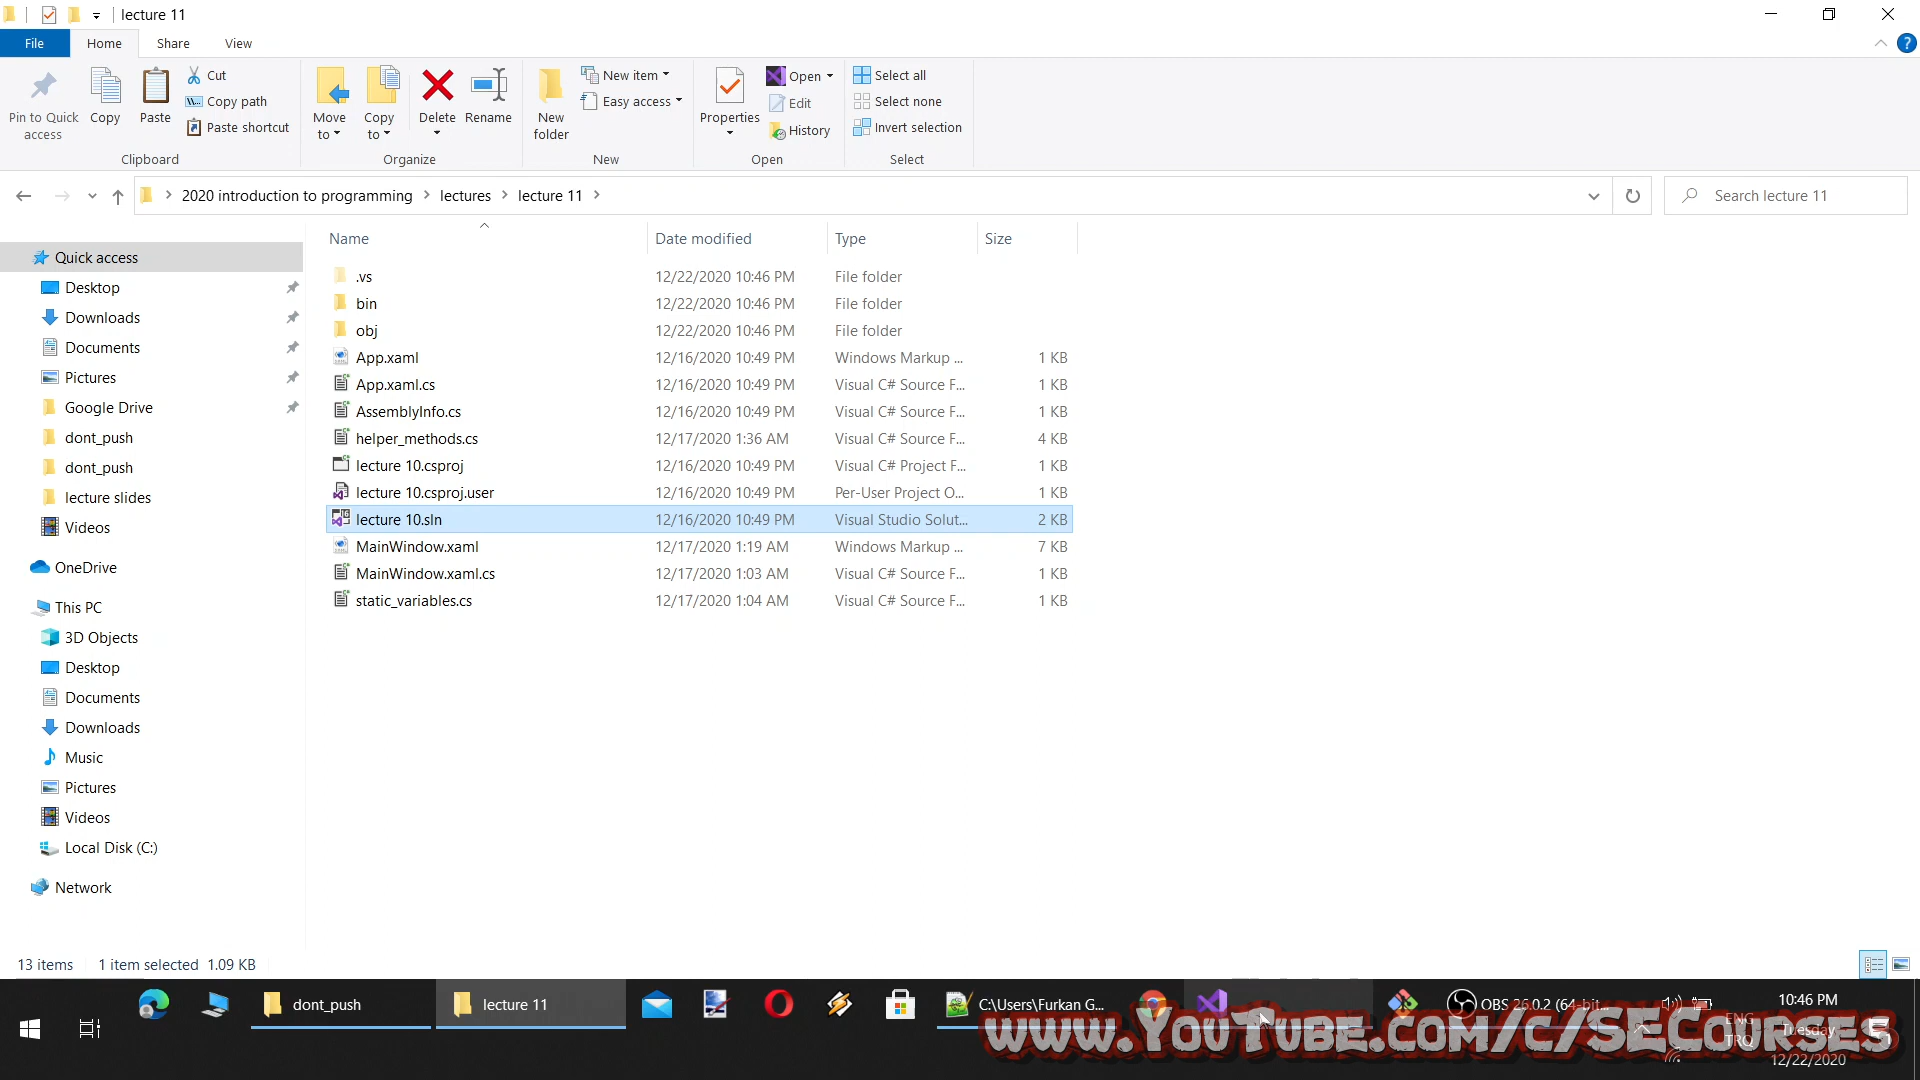 lecture 11
File
Home
Share
View
Pin to Quick access
Copy
Paste
Cut
Copy path
Paste shortcut
Clipboard
Move to
Copy to
Delete
Rename
Organize
New folder
New item
Easy access
New
Properties
Open
Edit
History
Open
Select all
Select none
Invert selection
Select
2020 introduction to programming
lectures
lecture 11
Search lecture 11
Name Date modified Type Size
Quick access
Desktop
Downloads
Documents
Pictures
Google Drive
dont_push
dont_push
lecture slides
Videos
OneDrive
This PC
3D Objects
Desktop
Documents
Downloads
Music
Pictures
Videos
Local Disk (C:)
Network
.vs 12/22/2020 10:46 PM File folder
bin 12/22/2020 10:46 PM File folder
obj 12/22/2020 10:46 PM File folder
App.xaml 12/16/2020 10:49 PM Windows Markup ... 1 KB
App.xaml.cs 12/16/2020 10:49 PM Visual C# Source F... 1 KB
AssemblyInfo.cs 12/16/2020 10:49 PM Visual C# Source F... 1 KB
helper_methods.cs 12/17/2020 1:36 AM Visual C# Source F... 4 KB
lecture 10.csproj 12/16/2020 10:49 PM Visual C# Project F... 1 KB
lecture 10.csproj.user 12/16/2020 10:49 PM Per-User Project O... 1 KB
lecture 10.sln 12/16/2020 10:49 PM Visual Studio Solut... 2 KB
MainWindow.xaml 12/17/2020 1:19 AM Windows Markup ... 7 KB
MainWindow.xaml.cs 12/17/2020 1:03 AM Visual C# Source F... 1 KB
static_variables.cs 12/17/2020 1:04 AM Visual C# Source F... 1 KB
13 items 1 item selected 1.09 KB
dont_push
lecture 11
C:\Users\Furkan G...
OBS 26.0.2 (64-bit...
ENG
TRQ
10:46 PM
Tuesday
12/22/2020
www.YouTube.com/c/SECourses